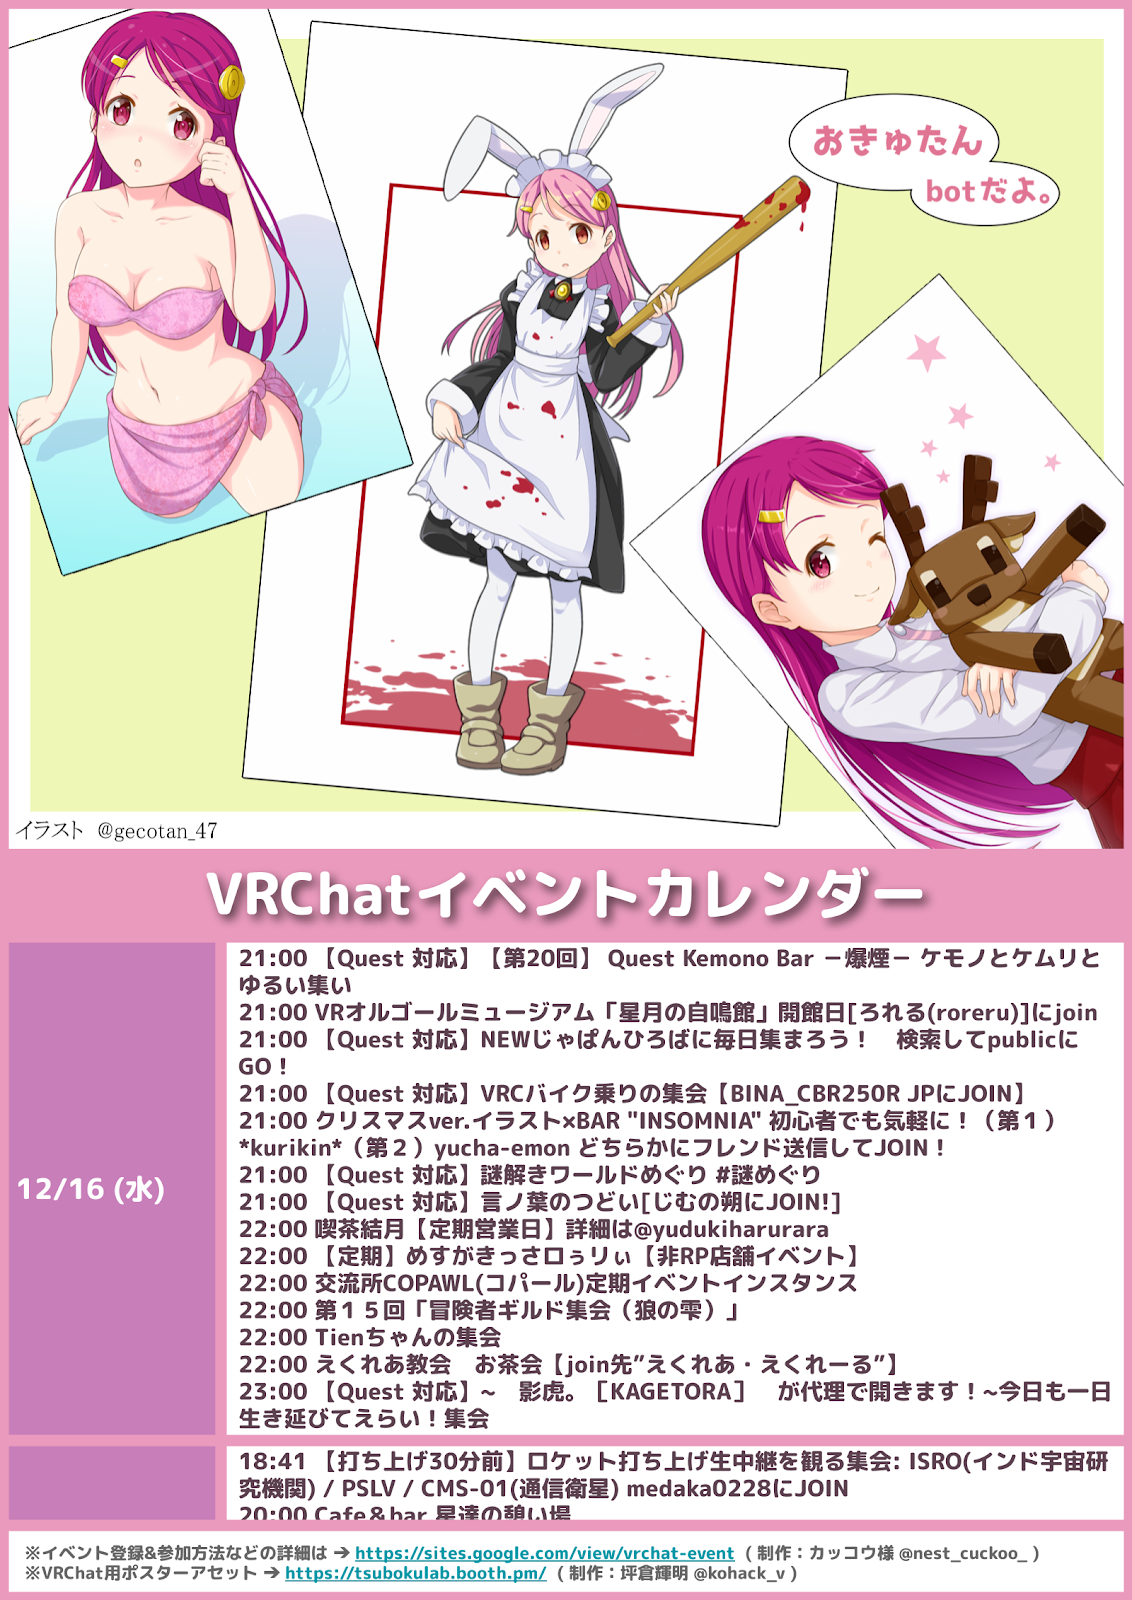 おきゅたん
botだよ。
イラスト @gecotan_47
VRChatイベントカレンダー
12/16 (水)
21:00 【Quest 対応】【第20回】 Quest Kemono Bar －爆煙－ ケモノとケムリと
ゆるい集い
21:00 VRオルゴールミュージアム「星月の自鳴館」開館日[ろれる(roreru)]にjoin
21:00 【Quest 対応】NEWじゃぱんひろばに毎日集まろう！　検索してpublicに
GO！
21:00 【Quest 対応】VRCバイク乗りの集会【BINA_CBR250R JPにJOIN】
21:00 クリスマスver.イラスト×BAR "INSOMNIA" 初心者でも気軽に！（第１）
*kurikin*（第２）yucha-emon どちらかにフレンド送信してJOIN！
21:00 【Quest 対応】謎解きワールドめぐり #謎めぐり
21:00 【Quest 対応】言ノ葉のつどい[じむの朔にJOIN!]
22:00 喫茶結月【定期営業日】詳細は@yudukiharurara
22:00 【定期】めすがきっさロぅリぃ【非RP店舗イベント】
22:00 交流所COPAWL(コパール)定期イベントインスタンス
22:00 第１５回「冒険者ギルド集会（狼の雫）」
22:00 Tienちゃんの集会
22:00 えくれあ教会　お茶会【join先”えくれあ・えくれーる”】
23:00 【Quest 対応】~　影虎。［KAGETORA］　が代理で開きます！~今日も一日
生き延びてえらい！集会
18:41 【打ち上げ30分前】ロケット打ち上げ生中継を観る集会: ISRO(インド宇宙研
究機関) / PSLV / CMS-01(通信衛星) medaka0228にJOIN
20:00 Cafe＆bar 星達の憩い場
※イベント登録&参加方法などの詳細は → https://sites.google.com/view/vrchat-event ( 制作：カッコウ様 @nest_cuckoo_ )
※VRChat用ポスターアセット → https://tsubokulab.booth.pm/ ( 制作：坪倉輝明 @kohack_v )